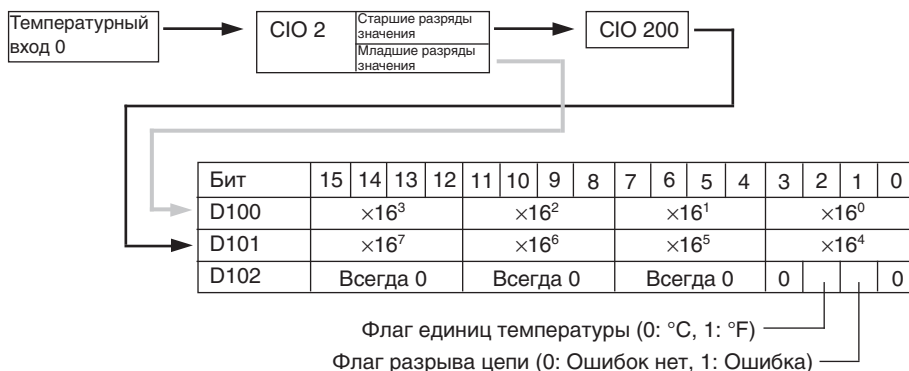 Температурный вход 0
CIO 2
Старшие разряды значения
Младшие разряды значения
CIO 200
Бит 15 14 13 12 11 10 9 8 7 6 5 4 3 2 1 0
D100 ×16³ ×16² ×16¹ ×16⁰
D101 ×16⁷ ×16⁶ ×16⁵ ×16⁴
D102 Всегда 0 Всегда 0 Всегда 0 0 0
Флаг единиц температуры (0: °C, 1: °F)
Флаг разрыва цепи (0: Ошибок нет, 1: Ошибка)